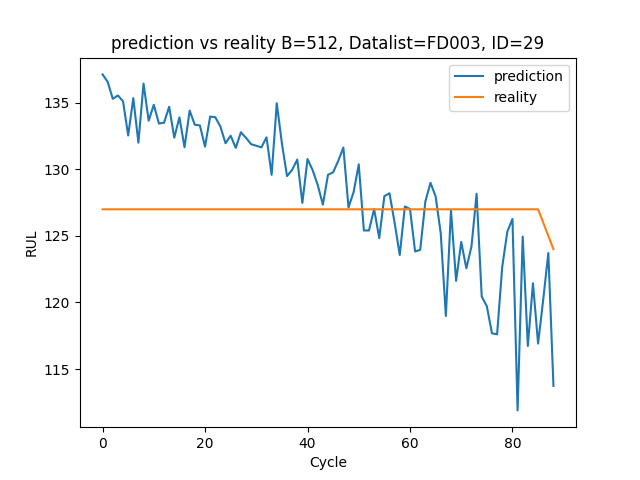 prediction vs reality B=512, Datalist=FD003, ID=29
prediction
reality
135
130
125
120
115
RUL
0 20 40 60 80
Cycle